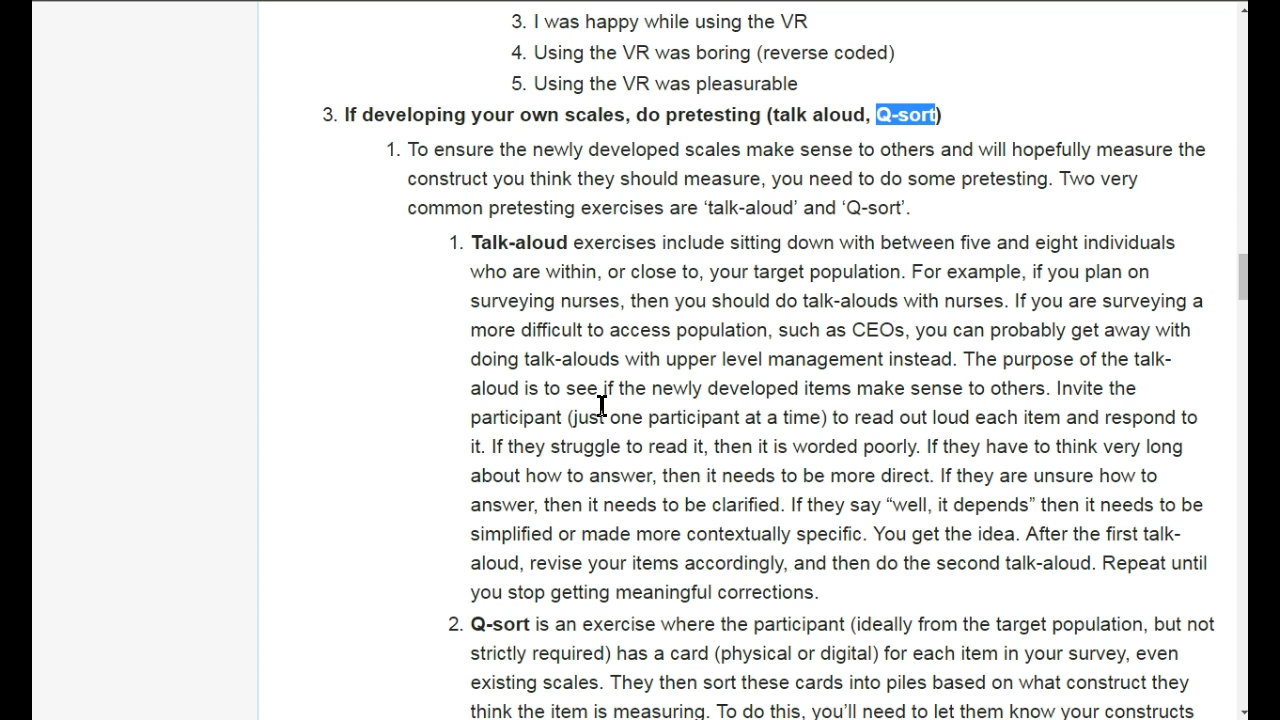 3. I was happy while using the VR
4. Using the VR was boring (reverse coded)
5. Using the VR was pleasurable
3. If developing your own scales, do pretesting (talk aloud, Q-sort)
1. To ensure the newly developed scales make sense to others and will hopefully measure the
construct you think they should measure, you need to do some pretesting. Two very
common pretesting exercises are ‘talk-aloud’ and ‘Q-sort’.
1. Talk-aloud exercises include sitting down with between five and eight individuals
who are within, or close to, your target population. For example, if you plan on
surveying nurses, then you should do talk-alouds with nurses. If you are surveying a
more difficult to access population, such as CEOs, you can probably get away with
doing talk-alouds with upper level management instead. The purpose of the talk-
aloud is to see if the newly developed items make sense to others. Invite the
participant (just one participant at a time) to read out loud each item and respond to
it. If they struggle to read it, then it is worded poorly. If they have to think very long
about how to answer, then it needs to be more direct. If they are unsure how to
answer, then it needs to be clarified. If they say “well, it depends” then it needs to be
simplified or made more contextually specific. You get the idea. After the first talk-
aloud, revise your items accordingly, and then do the second talk-aloud. Repeat until
you stop getting meaningful corrections.
2. Q-sort is an exercise where the participant (ideally from the target population, but not
strictly required) has a card (physical or digital) for each item in your survey, even
existing scales. They then sort these cards into piles based on what construct they
think the item is measuring. To do this, you’ll need to let them know your constructs